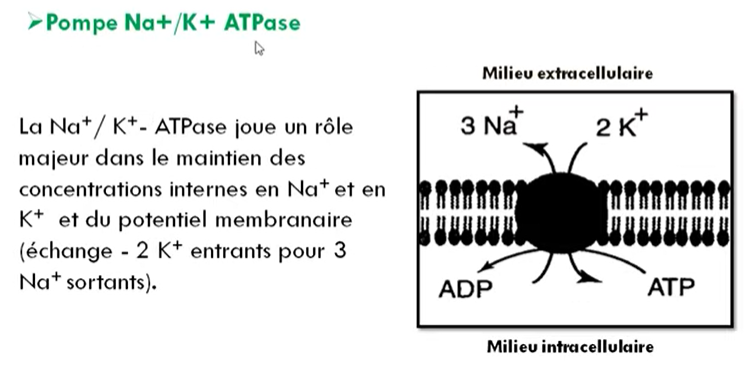 ➢Pompe Na+/K+ ATPase
La Na⁺/ K⁺- ATPase joue un rôle
majeur dans le maintien des
concentrations internes en Na⁺ et en
K⁺ et du potentiel membranaire
(échange - 2 K⁺ entrants pour 3
Na⁺ sortants).
Milieu extracellulaire
3 Na⁺ 2 K⁺
ADP ATP
Milieu intracellulaire